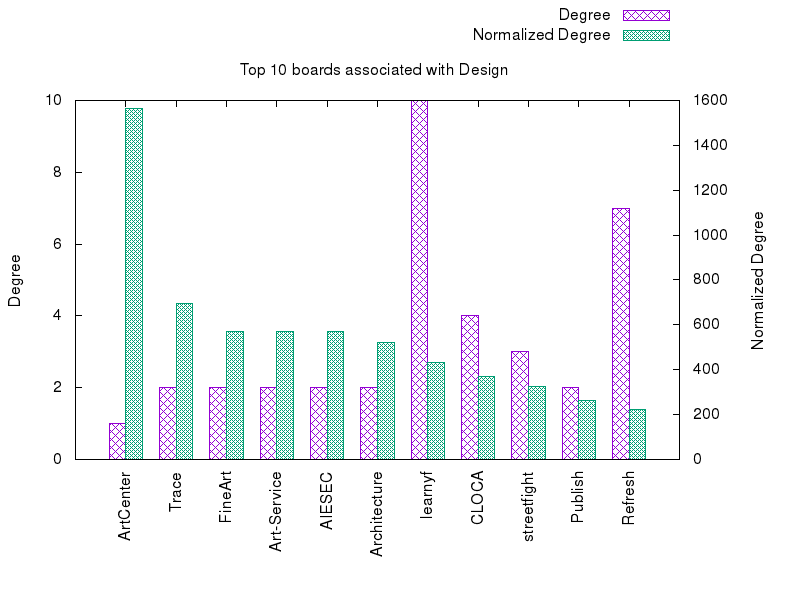 Degree
Normalized Degree
Top 10 boards associated with Design
10
8
6
4
2
0
1600
1400
1200
1000
800
600
400
200
0
Degree
Normalized Degree
ArtCenter
Trace
FineArt
Art-Service
AIESEC
Architecture
learnyf
CLOCA
streetfight
Publish
Refresh